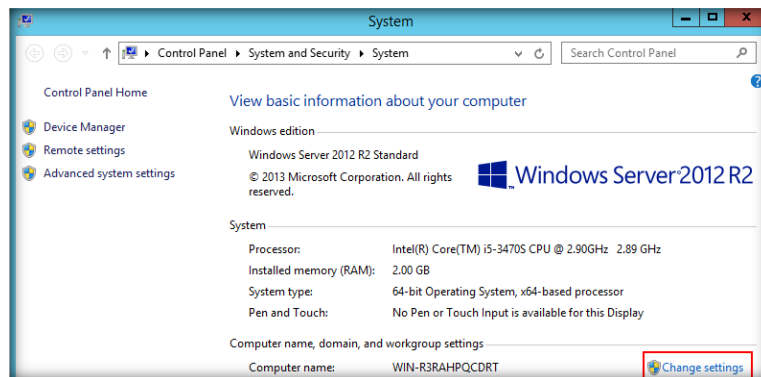 System
Control Panel System and Security System Search Control Panel
Control Panel Home
View basic information about your computer
Device Manager
Windows edition
Remote settings
Windows Server 2012 R2 Standard
Advanced system settings
© 2013 Microsoft Corporation. All rights
reserved.
Windows Server 2012 R2
System
Processor: Intel(R) Core(TM) i5-3470S CPU @ 2.90GHz 2.89 GHz
Installed memory (RAM): 2.00 GB
System type: 64-bit Operating System, x64-based processor
Pen and Touch: No Pen or Touch Input is available for this Display
Computer name, domain, and workgroup settings
Computer name: WIN-R3RAHPQCDRT Change settings